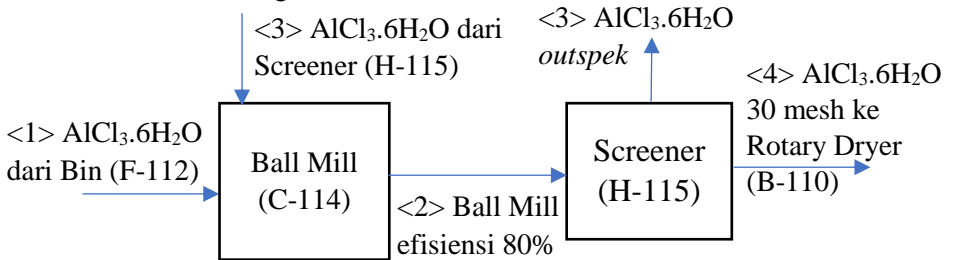 <3> AlCl₃.6H₂O dari
Screener (H-115)
<3> AlCl₃.6H₂O
outspek
<1> AlCl₃.6H₂O
dari Bin (F-112)
Ball Mill
(C-114)
<2> Ball Mill
efisiensi 80%
Screener
(H-115)
<4> AlCl₃.6H₂O
30 mesh ke
Rotary Dryer
(B-110)